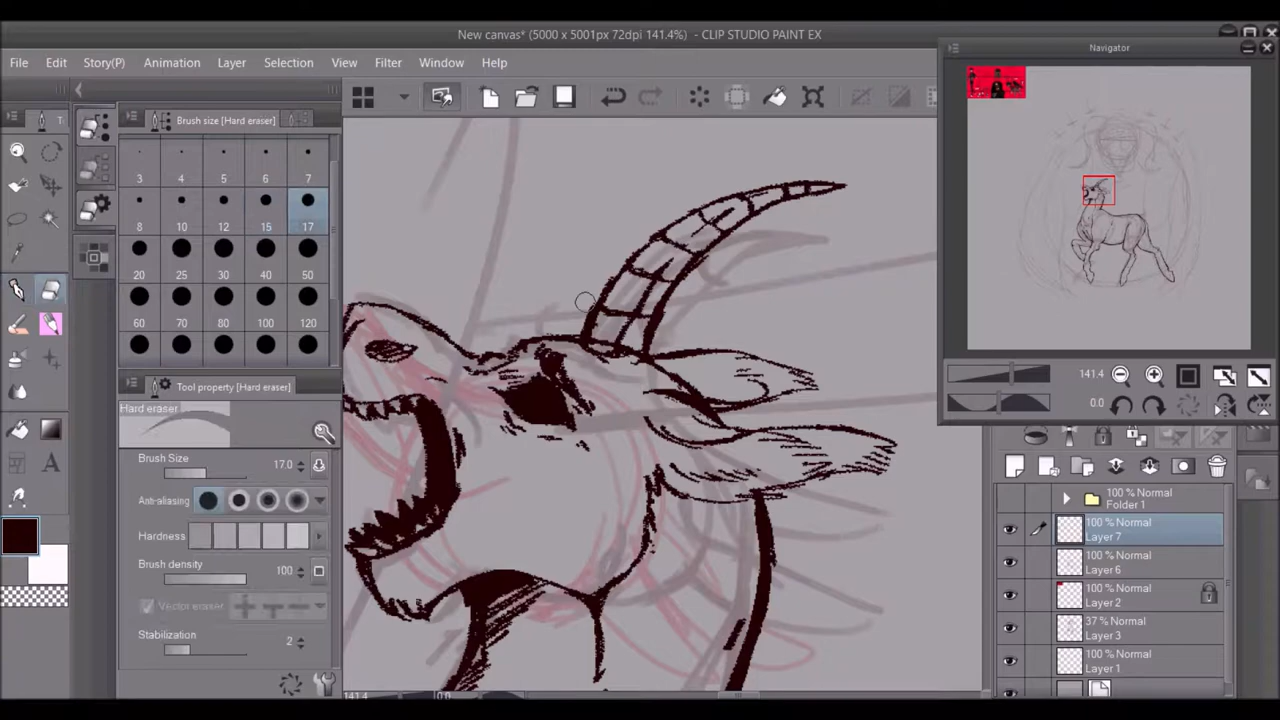 New canvas* (5000 x 5001px 72dpi 141.4%) - CLIP STUDIO PAINT EX
File Edit Story(P) Animation Layer Selection View Filter Window Help
Navigator
T.
Brush size [Hard eraser]
3 4 5 6 7
8 10 12 15 17
20 25 30 40 50
60 70 80 100 120
Tool property [Hard eraser]
Hard eraser
Brush Size 17.0
Anti-aliasing
Hardness
Brush density 100
Vector eraser
Stabilization 2
141.4
0.0
100 % Normal
Folder 1
100 % Normal
Layer 7
100 % Normal
Layer 6
100 % Normal
Layer 2
37 % Normal
Layer 3
100 % Normal
Layer 1
141.4 0.0